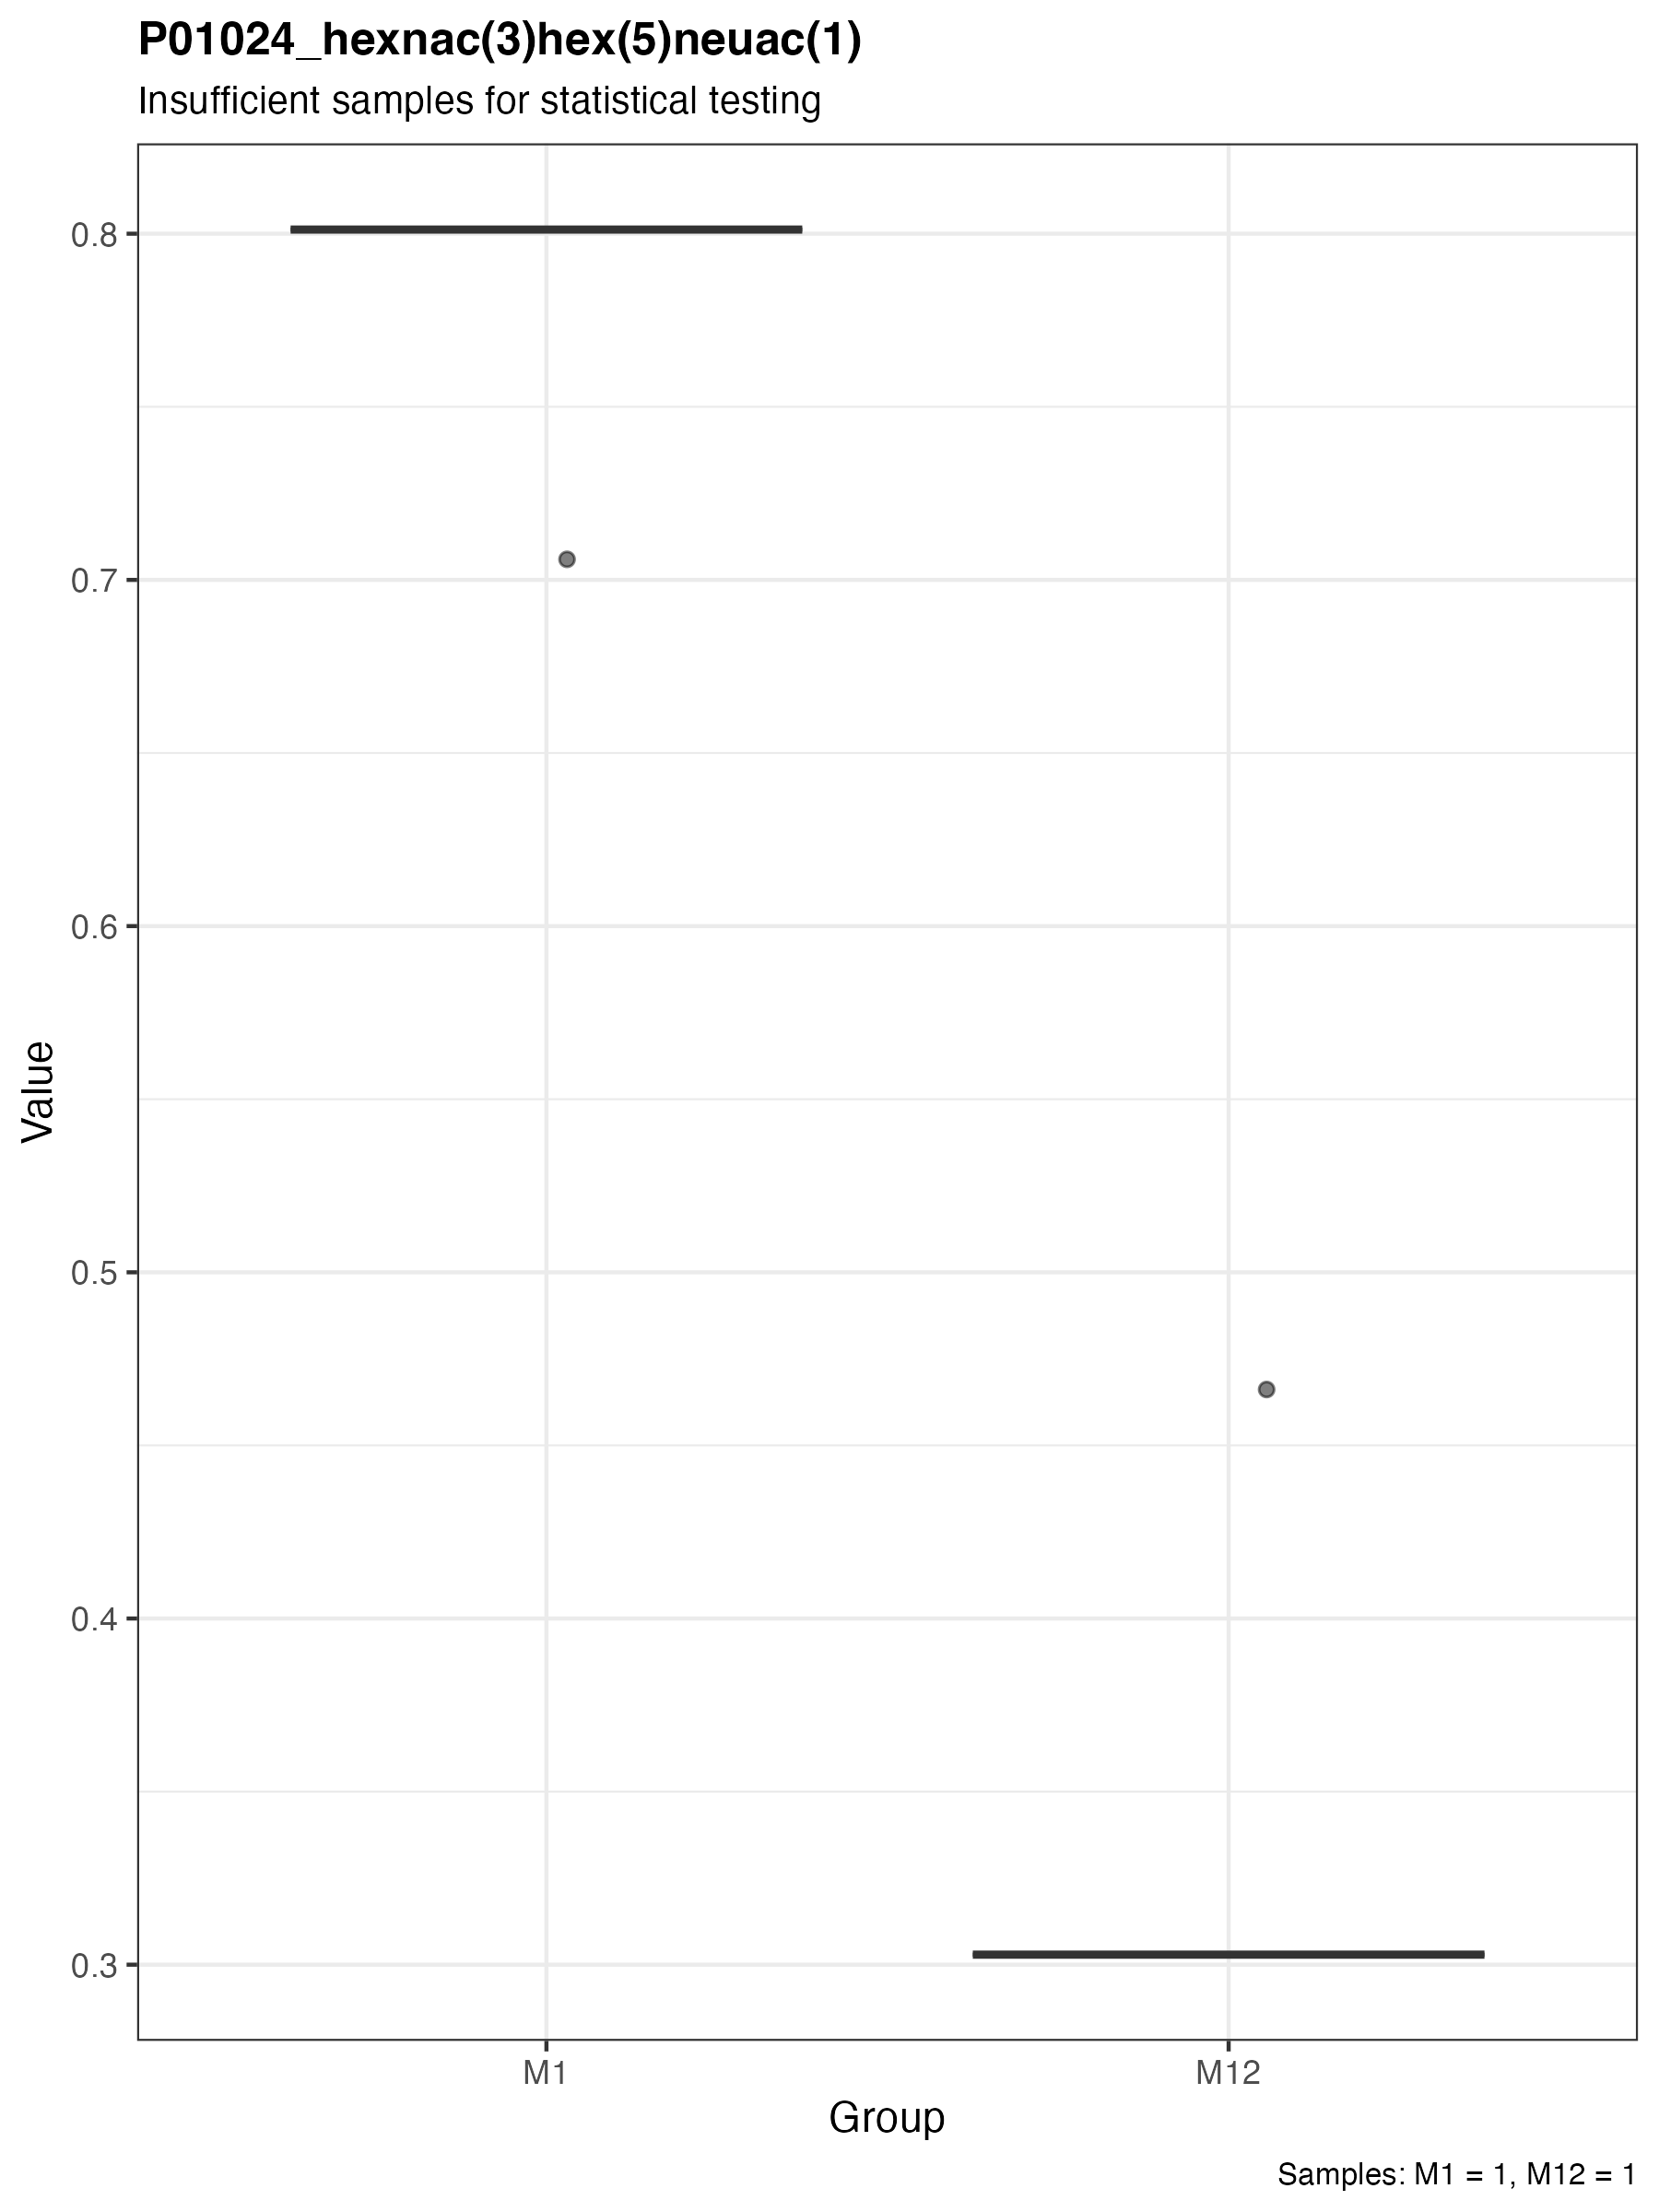 P01024_hexnac(3)hex(5)neuac(1)
Insufficient samples for statistical testing
0.8
0.7
0.6
0.5
0.4
0.3
Value
M1 M12
Group
Samples: M1 = 1, M12 = 1